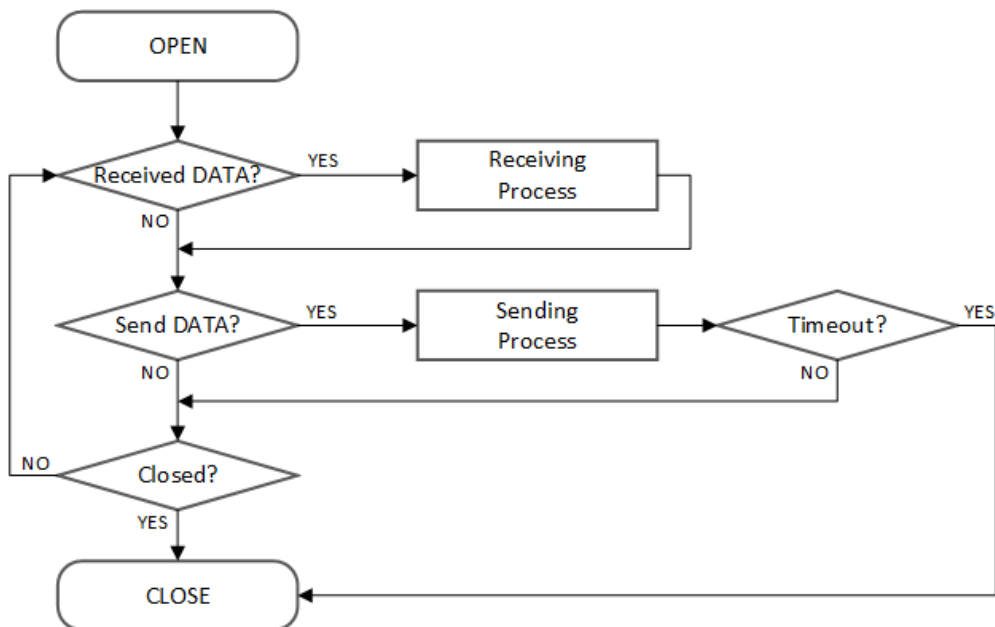 OPEN
Received DATA?
YES
Receiving
Process
NO
Send DATA?
YES
Sending
Process
Timeout?
YES
NO
NO
Closed?
NO
YES
CLOSE